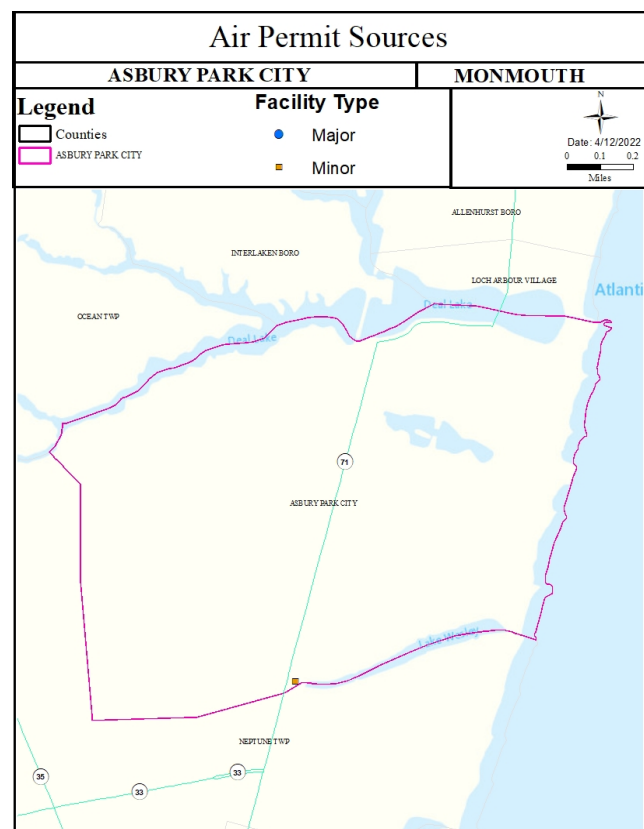 Air Permit Sources
ASBURY PARK CITY
MONMOUTH
Legend
Counties
ASBURY PARK CITY
Facility Type
Major
Minor
N
Date: 4/12/2022
0 0.1 0.2
Miles
ALLENHURST BORO
INTERLAKEN BORO
LOCH ARBOUR VILLAGE
Atlanti
Deal Lake
OCEAN TWP
Deal Lake
71
ASBURY PARK CITY
Lake Wesley
NEPTUNE TWP
33
35
33